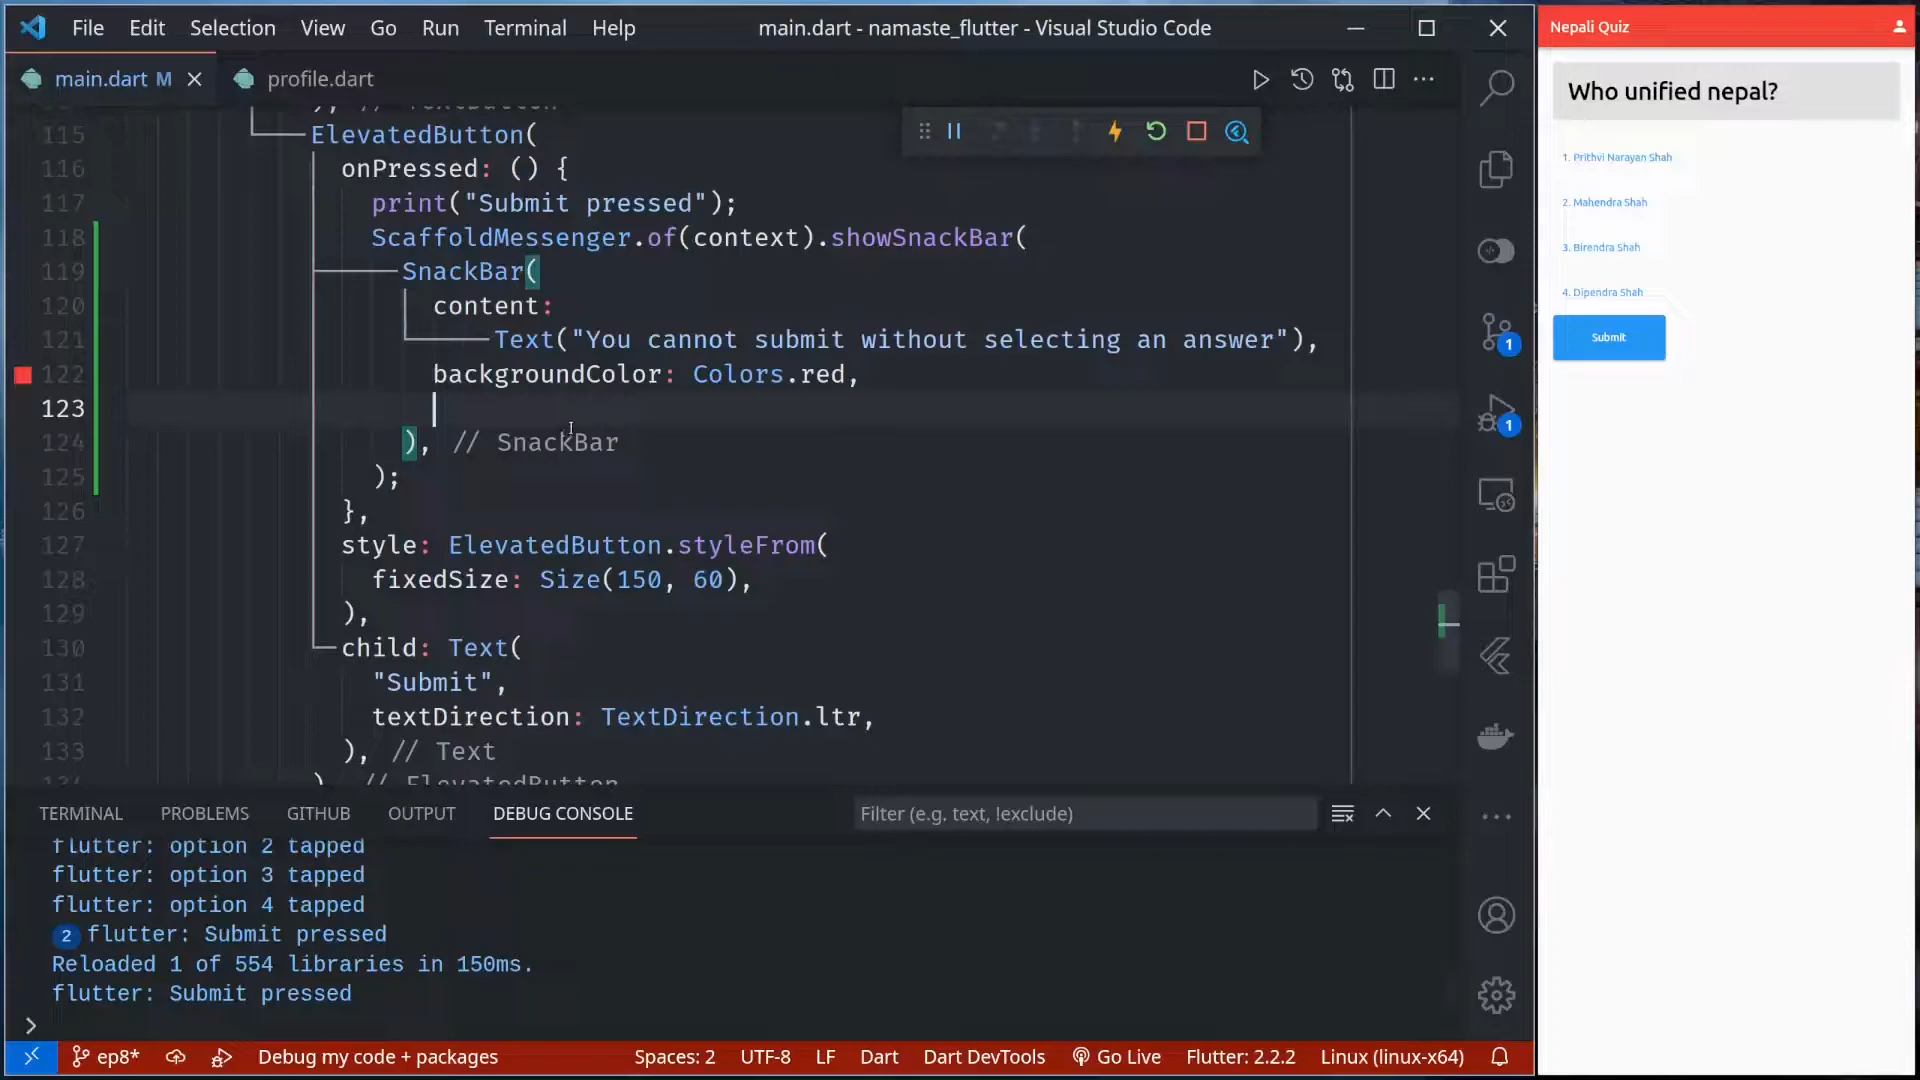 File Edit Selection View Go Run Terminal Help
main.dart - namaste_flutter - Visual Studio Code
main.dart M
profile.dart
115 ElevatedButton(
116 onPressed: () {
117 print("Submit pressed");
118 ScaffoldMessenger.of(context).showSnackBar(
119 SnackBar(
120 content:
121 Text("You cannot submit without selecting an answer"),
122 backgroundColor: Colors.red,
123
124 ), // SnackBar
125 );
126 },
127 style: ElevatedButton.styleFrom(
128 fixedSize: Size(150, 60),
129 ),
130 child: Text(
131 "Submit",
132 textDirection: TextDirection.ltr,
133 ), // Text
134 ) // ElevatedButton
1
1
TERMINAL PROBLEMS GITHUB OUTPUT DEBUG CONSOLE
Filter (e.g. text, !exclude)
flutter: option 2 tapped
flutter: option 3 tapped
flutter: option 4 tapped
2 flutter: Submit pressed
Reloaded 1 of 554 libraries in 150ms.
flutter: Submit pressed
>
ep8* Debug my code + packages Spaces: 2 UTF-8 LF Dart Dart DevTools Go Live Flutter: 2.2.2 Linux (linux-x64)
Nepali Quiz
Who unified nepal?
1. Prithvi Narayan Shah
2. Mahendra Shah
3. Birendra Shah
4. Dipendra Shah
Submit